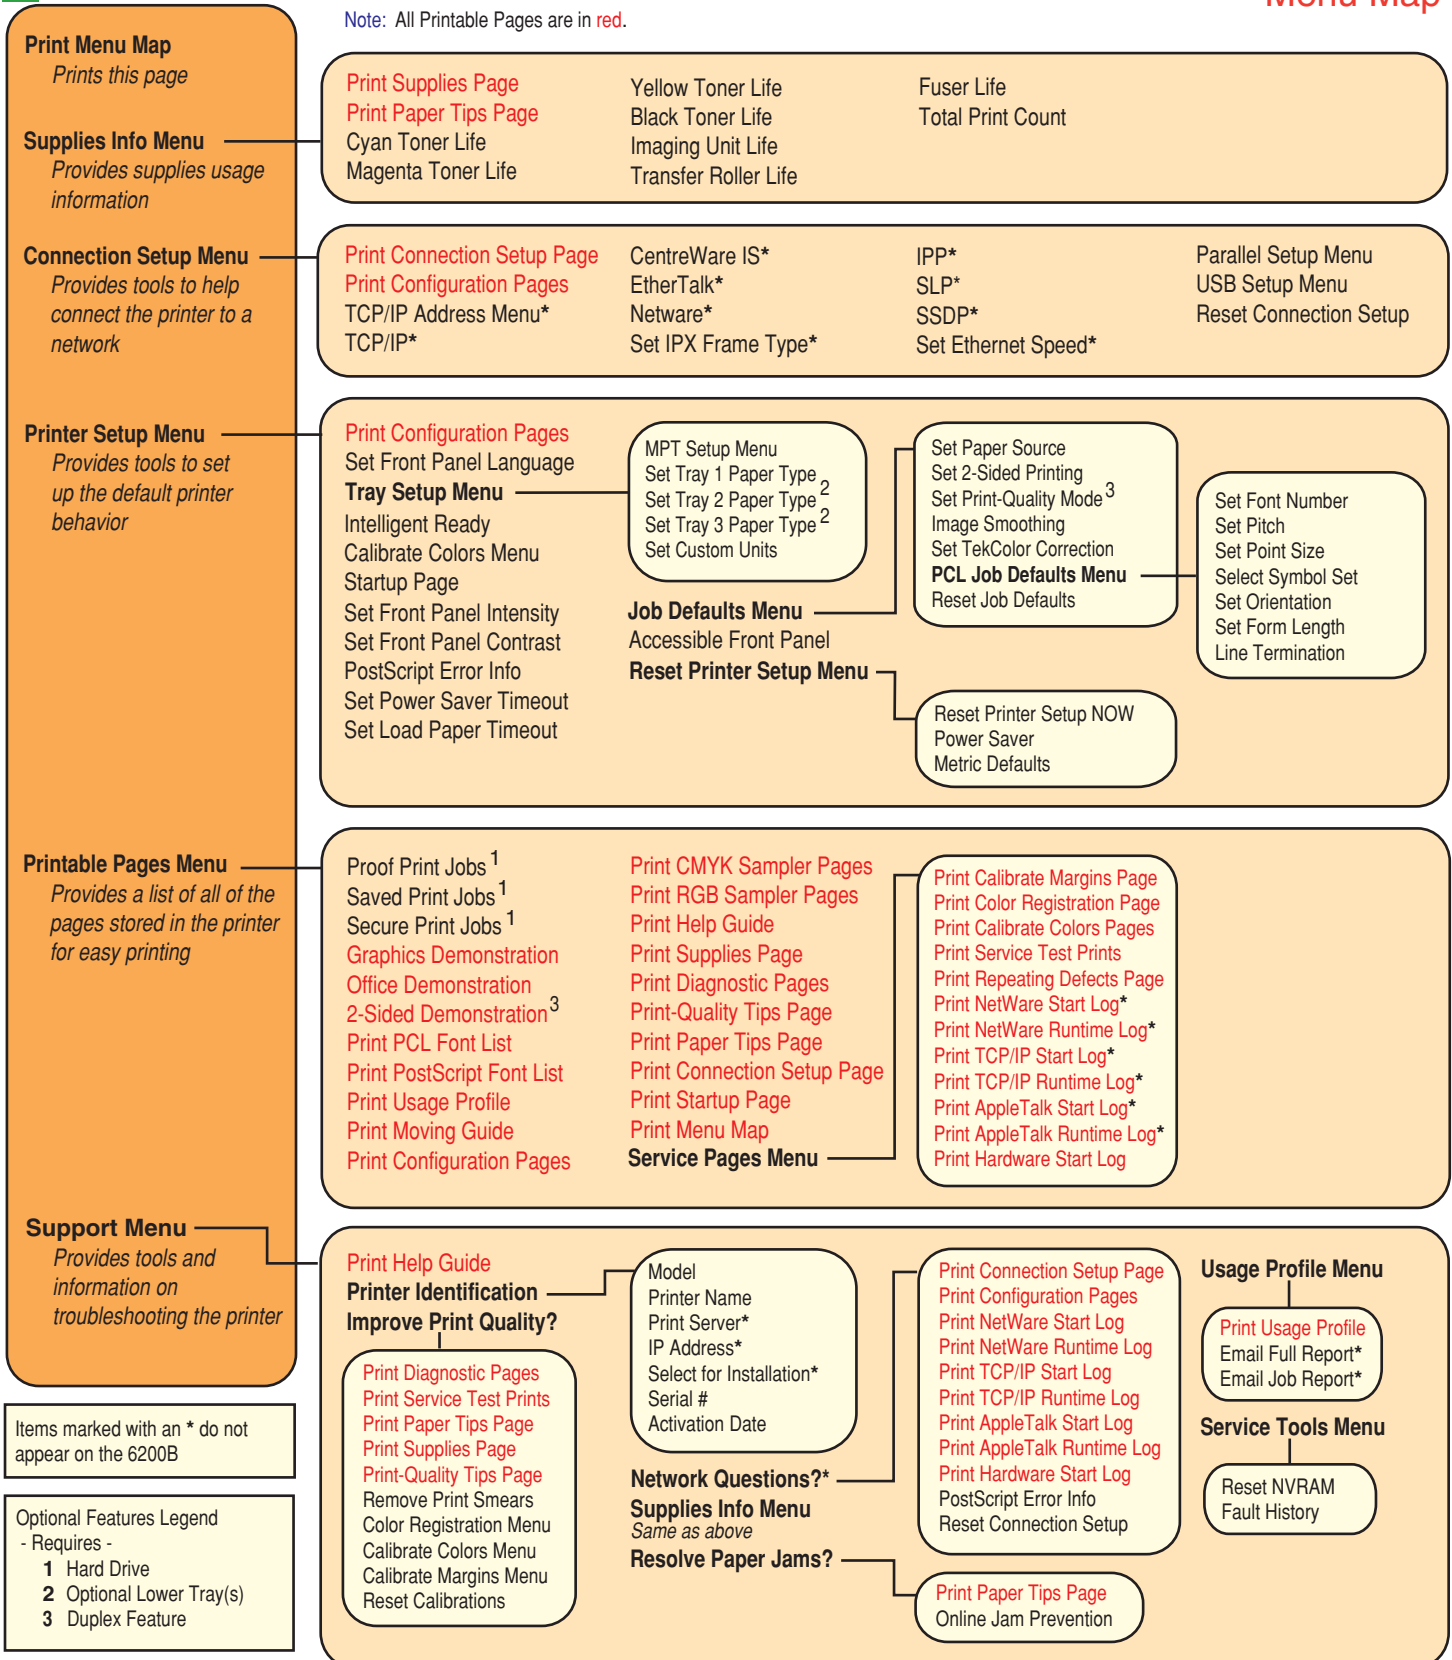 Menu Map
Note: All Printable Pages are in red.
Print Menu Map
Prints this page
Supplies Info Menu
Provides supplies usage
information
Print Supplies Page
Print Paper Tips Page
Cyan Toner Life
Magenta Toner Life
Yellow Toner Life
Black Toner Life
Imaging Unit Life
Transfer Roller Life
Fuser Life
Total Print Count
Connection Setup Menu
Provides tools to help
connect the printer to a
network
Print Connection Setup Page
Print Configuration Pages
TCP/IP Address Menu*
TCP/IP*
CentreWare IS*
EtherTalk*
Netware*
Set IPX Frame Type*
IPP*
SLP*
SSDP*
Set Ethernet Speed*
Parallel Setup Menu
USB Setup Menu
Reset Connection Setup
Printer Setup Menu
Provides tools to set
up the default printer
behavior
Print Configuration Pages
Set Front Panel Language
Tray Setup Menu
Intelligent Ready
Calibrate Colors Menu
Startup Page
Set Front Panel Intensity
Set Front Panel Contrast
PostScript Error Info
Set Power Saver Timeout
Set Load Paper Timeout
MPT Setup Menu
Set Tray 1 Paper Type
Set Tray 2 Paper Type 2
Set Tray 3 Paper Type 2
Set Custom Units
Job Defaults Menu
Accessible Front Panel
Reset Printer Setup Menu
Set Paper Source
Set 2-Sided Printing
Set Print-Quality Mode 3
Image Smoothing
Set TekColor Correction
PCL Job Defaults Menu
Reset Job Defaults
Set Font Number
Set Pitch
Set Point Size
Select Symbol Set
Set Orientation
Set Form Length
Line Termination
Reset Printer Setup NOW
Power Saver
Metric Defaults
Printable Pages Menu
Provides a list of all of the
pages stored in the printer
for easy printing
Proof Print Jobs 1
Saved Print Jobs 1
Secure Print Jobs 1
Graphics Demonstration
Office Demonstration
2-Sided Demonstration 3
Print PCL Font List
Print PostScript Font List
Print Usage Profile
Print Moving Guide
Print Configuration Pages
Print CMYK Sampler Pages
Print RGB Sampler Pages
Print Help Guide
Print Supplies Page
Print Diagnostic Pages
Print-Quality Tips Page
Print Paper Tips Page
Print Connection Setup Page
Print Startup Page
Print Menu Map
Service Pages Menu
Print Calibrate Margins Page
Print Color Registration Page
Print Calibrate Colors Pages
Print Service Test Prints
Print Repeating Defects Page
Print NetWare Start Log*
Print NetWare Runtime Log*
Print TCP/IP Start Log*
Print TCP/IP Runtime Log*
Print AppleTalk Start Log*
Print AppleTalk Runtime Log*
Print Hardware Start Log
Support Menu
Provides tools and
information on
troubleshooting the printer
Print Help Guide
Printer Identification
Improve Print Quality?
Print Diagnostic Pages
Print Service Test Prints
Print Paper Tips Page
Print Supplies Page
Print-Quality Tips Page
Remove Print Smears
Color Registration Menu
Calibrate Colors Menu
Calibrate Margins Menu
Reset Calibrations
Model
Printer Name
Print Server*
IP Address*
Select for Installation*
Serial #
Activation Date
Network Questions?*
Supplies Info Menu
Same as above
Resolve Paper Jams?
Print Connection Setup Page
Print Configuration Pages
Print NetWare Start Log
Print NetWare Runtime Log
Print TCP/IP Start Log
Print TCP/IP Runtime Log
Print AppleTalk Start Log
Print AppleTalk Runtime Log
Print Hardware Start Log
PostScript Error Info
Reset Connection Setup
Print Paper Tips Page
Online Jam Prevention
Usage Profile Menu
Print Usage Profile
Email Full Report*
Email Job Report*
Service Tools Menu
Reset NVRAM
Fault History
Items marked with an * do not
appear on the 6200B
Optional Features Legend
- Requires -
1 Hard Drive
2 Optional Lower Tray(s)
3 Duplex Feature